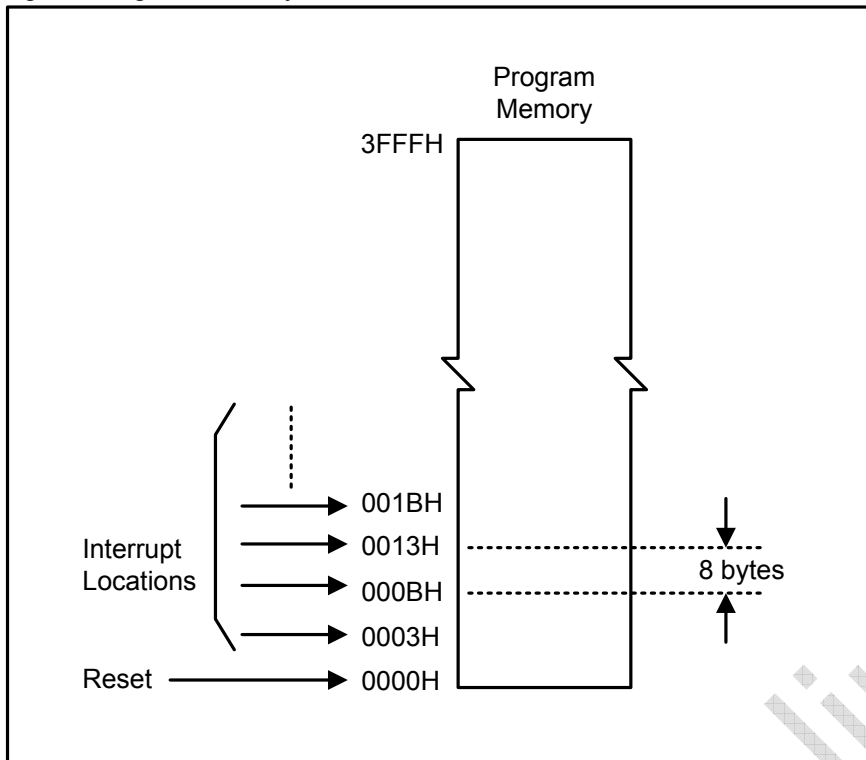 Program
Memory
3FFFH
001BH
0013H
8 bytes
Interrupt
Locations
000BH
0003H
Reset
0000H